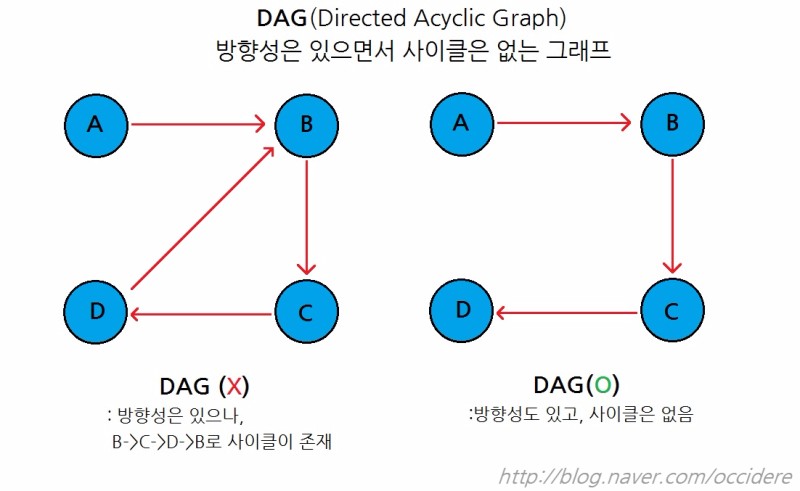 DAG(Directed Acyclic Graph)
방향성은 있으면서 사이클은 없는 그래프
A
B
D
C
A
B
D
C
DAG (X)
: 방향성은 있으나,
B->C->D->B로 사이클이 존재
DAG(O)
:방향성도 있고, 사이클은 없음
http://blog.naver.com/occidere